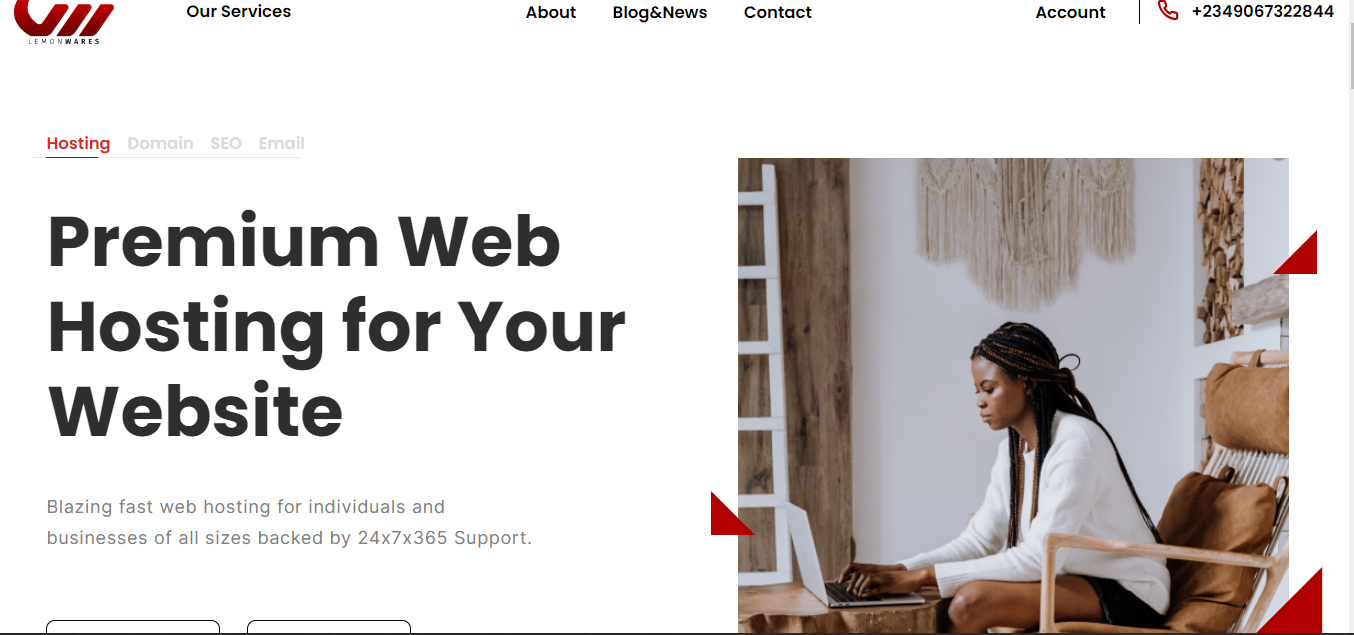 Our Services
About
Blog&News
Contact
Account
+2349067322844
LEMONWARES
Hosting Domain SEO Email
Premium Web
Hosting for Your
Website
Blazing fast web hosting for individuals and
businesses of all sizes backed by 24x7x365 Support.